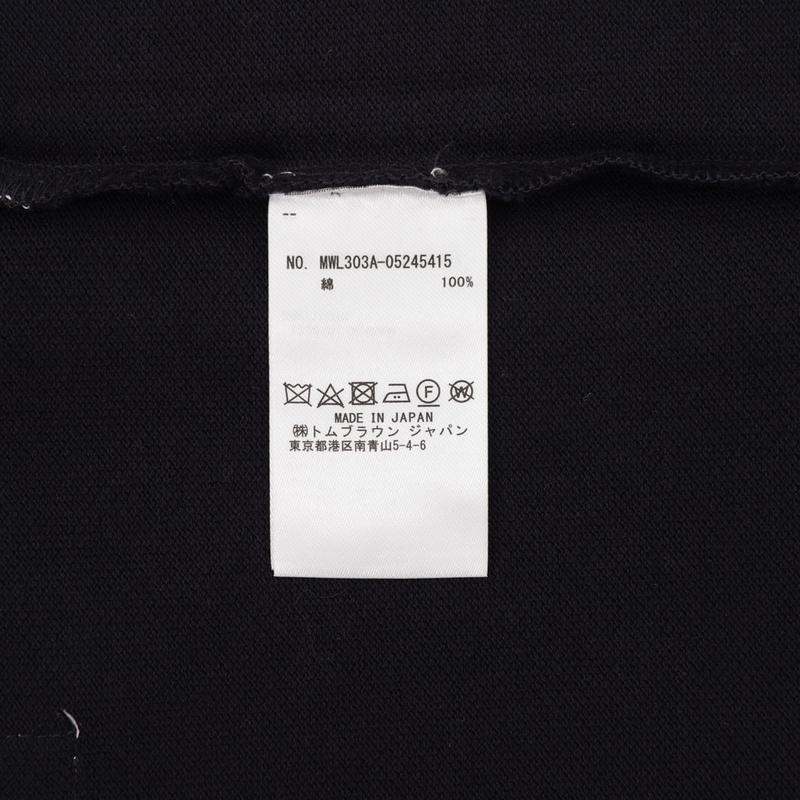 --
NO. MWL303A-05245415
綿 100%
MADE IN JAPAN
㈱トムブラウン ジャパン
東京都港区南青山5-4-6